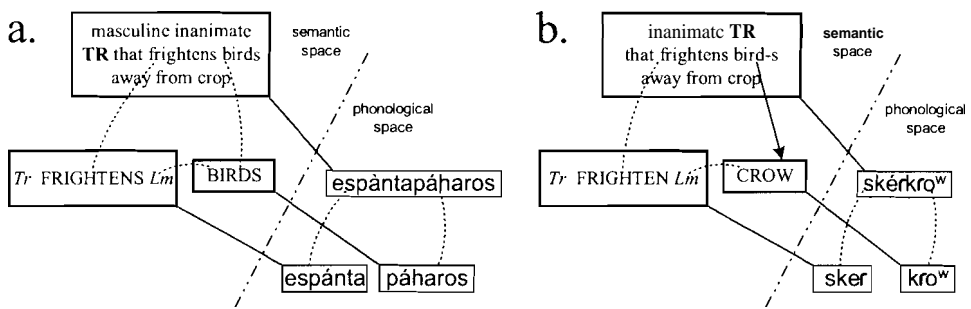 a.
masculine inanimate
TR that frightens birds
away from crop
semantic
space
phonological
space
Tr FRIGHTENS Lm
BIRDS
espàntapáharos
espánta
páharos
b.
inanimate TR
that frightens bird-s
away from crop
semantic
space
phonological
space
Tr FRIGHTEN Lm
CROW
skérkroʷ
sker
kroʷ